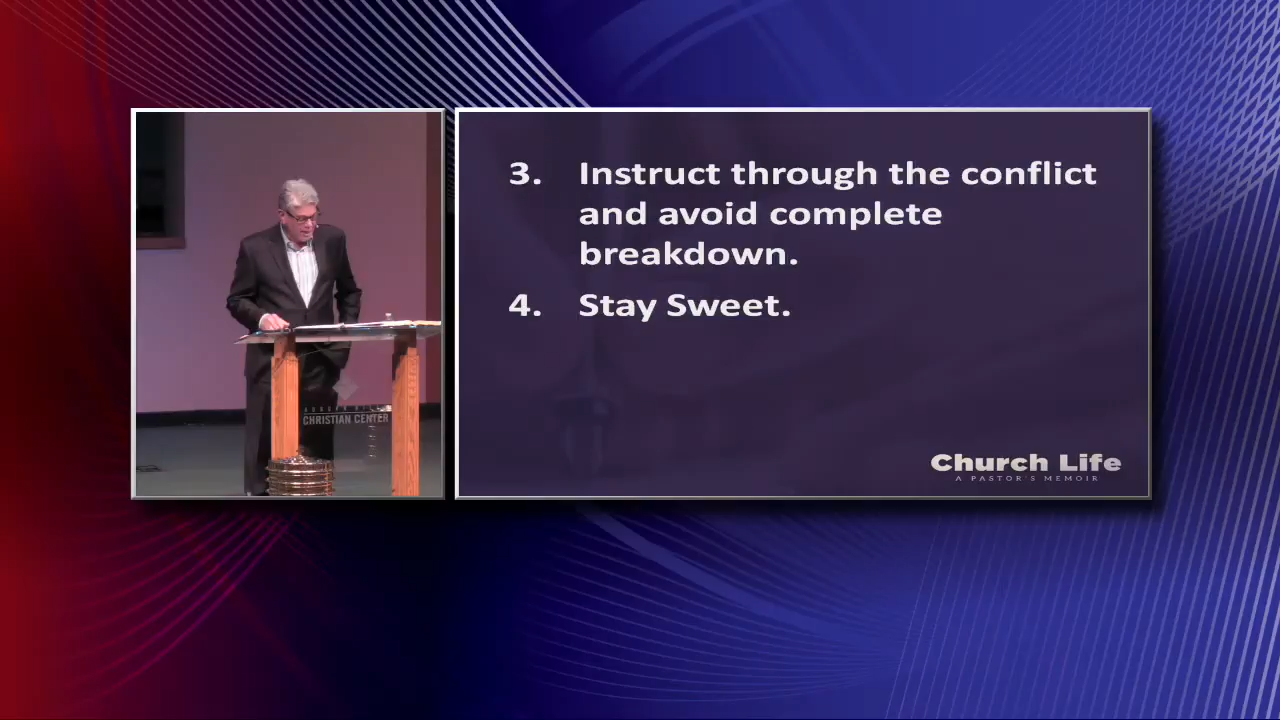 3. Instruct through the conflict
and avoid complete
breakdown.
4. Stay Sweet.
CHRISTIAN CENTER
Church Life
A PASTOR'S MEMOIR